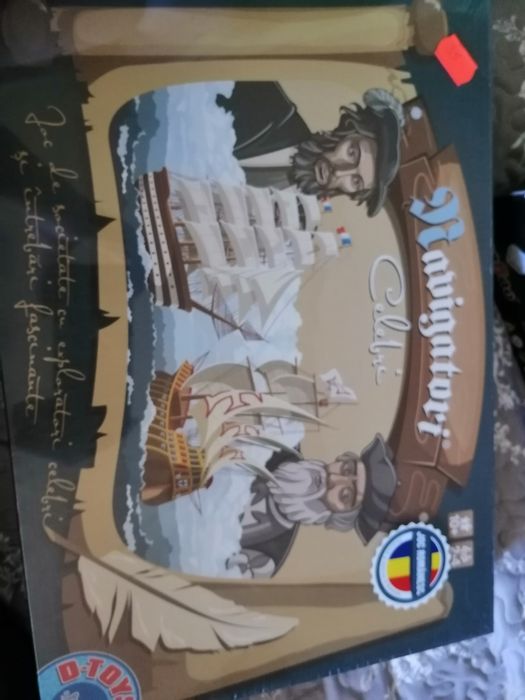 Navigatori
Celebri
Joc de societate cu exploratori celebri
și întrebări fascinante
D-TOYS